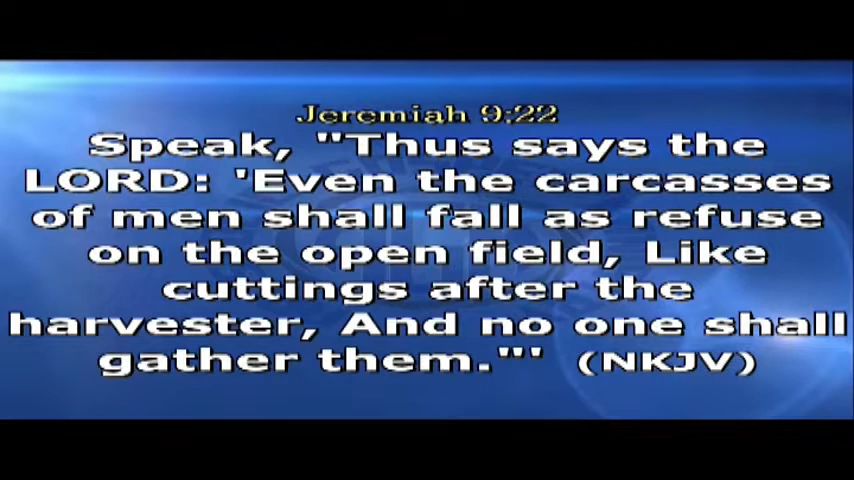 Jeremiah 9:22
Speak, "Thus says the
LORD: 'Even the carcasses
of men shall fall as refuse
on the open field, Like
cuttings after the
harvester, And no one shall
gather them."' (NKJV)